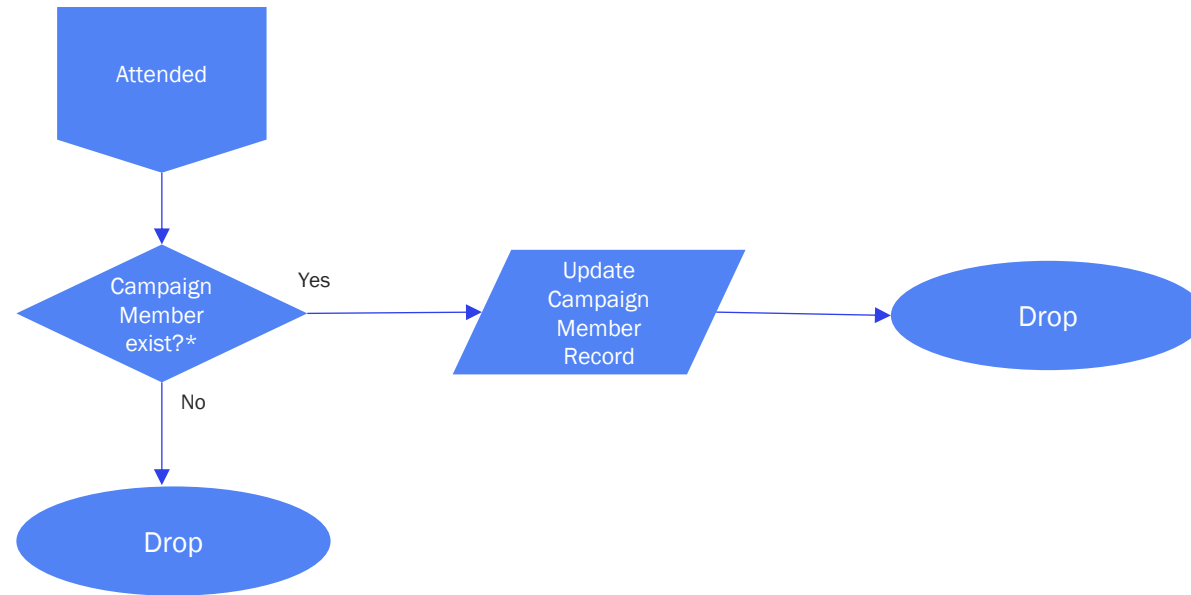 Attended
Campaign
Member
exist?*
Yes
Update
Campaign
Member
Record
Drop
No
Drop